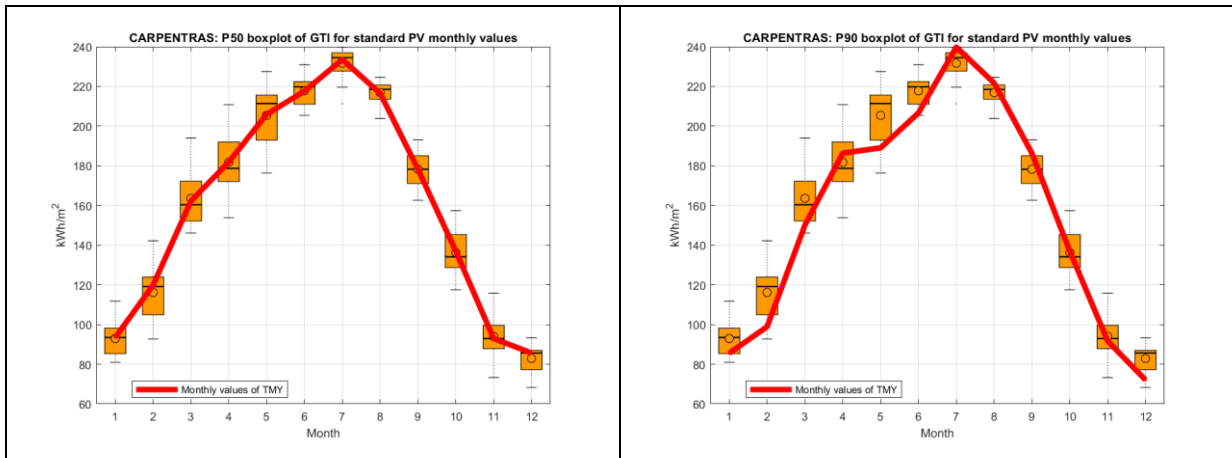 CARPENTRAS: P50 boxplot of GTI for standard PV monthly values
240
220
200
180
160
140
120
100
80
60
kWh/m²
Monthly values of TMY
1 2 3 4 5 6 7 8 9 10 11 12
Month
CARPENTRAS: P90 boxplot of GTI for standard PV monthly values
240
220
200
180
160
140
120
100
80
60
kWh/m²
Monthly values of TMY
1 2 3 4 5 6 7 8 9 10 11 12
Month